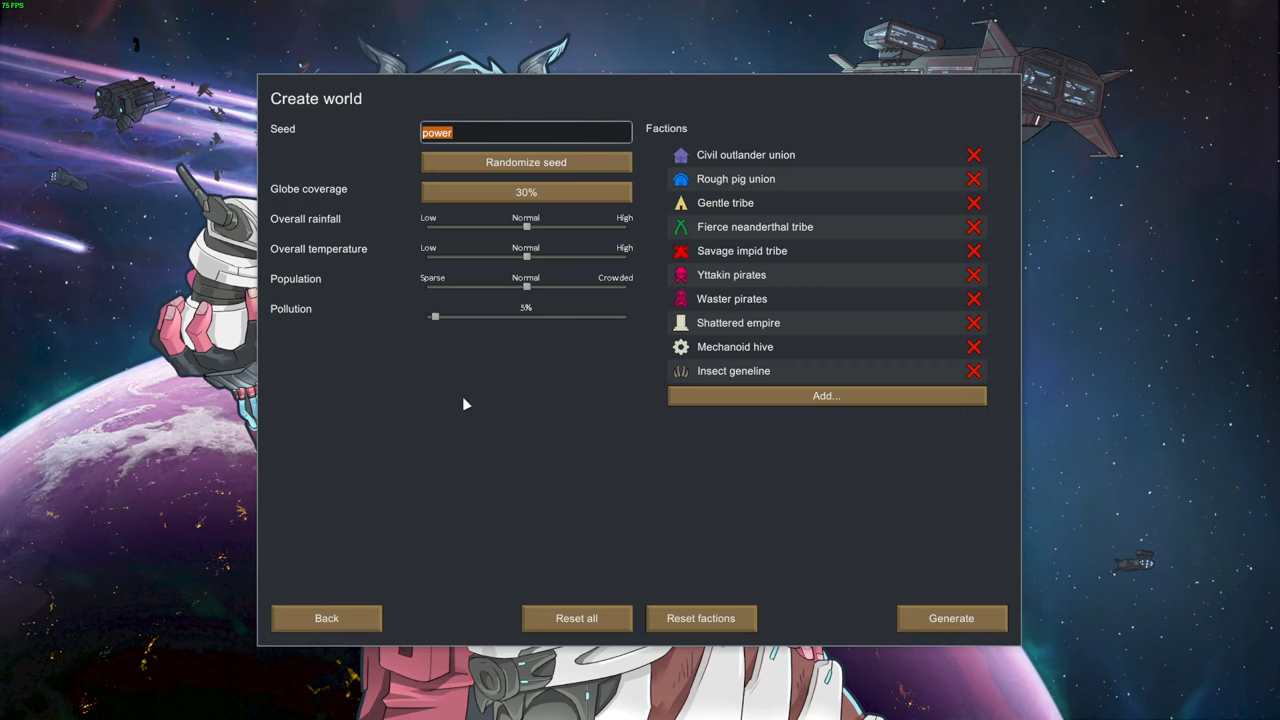 75 FPS
Create world
Seed
power
Randomize seed
Globe coverage
30%
Overall rainfall
Low Normal High
Overall temperature
Low Normal High
Population
Sparse Normal Crowded
Pollution
5%
Factions
Civil outlander union
Rough pig union
Gentle tribe
Fierce neanderthal tribe
Savage impid tribe
Yttakin pirates
Waster pirates
Shattered empire
Mechanoid hive
Insect geneline
Add...
Back
Reset all
Reset factions
Generate